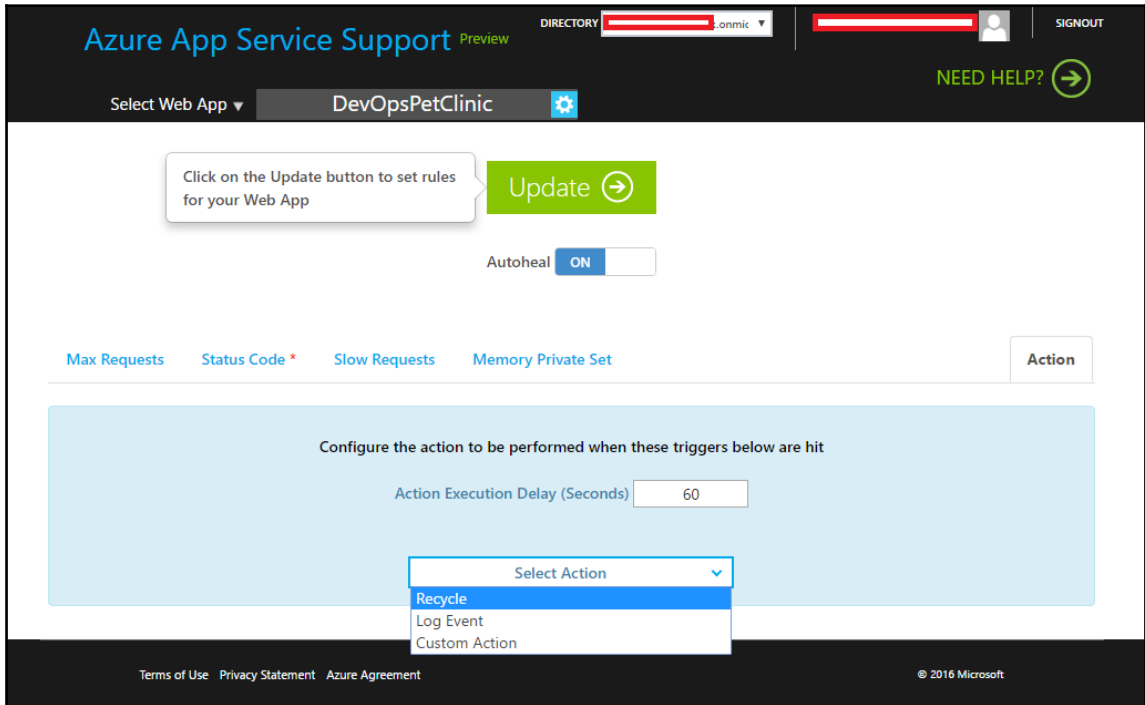 Azure App Service Support Preview
DIRECTORY .onmic
SIGNOUT
NEED HELP?
Select Web App
DevOpsPetClinic
Click on the Update button to set rules
for your Web App
Update
Autoheal ON
Max Requests
Status Code *
Slow Requests
Memory Private Set
Action
Configure the action to be performed when these triggers below are hit
Action Execution Delay (Seconds) 60
Select Action
Recycle
Log Event
Custom Action
Terms of Use Privacy Statement Azure Agreement
© 2016 Microsoft